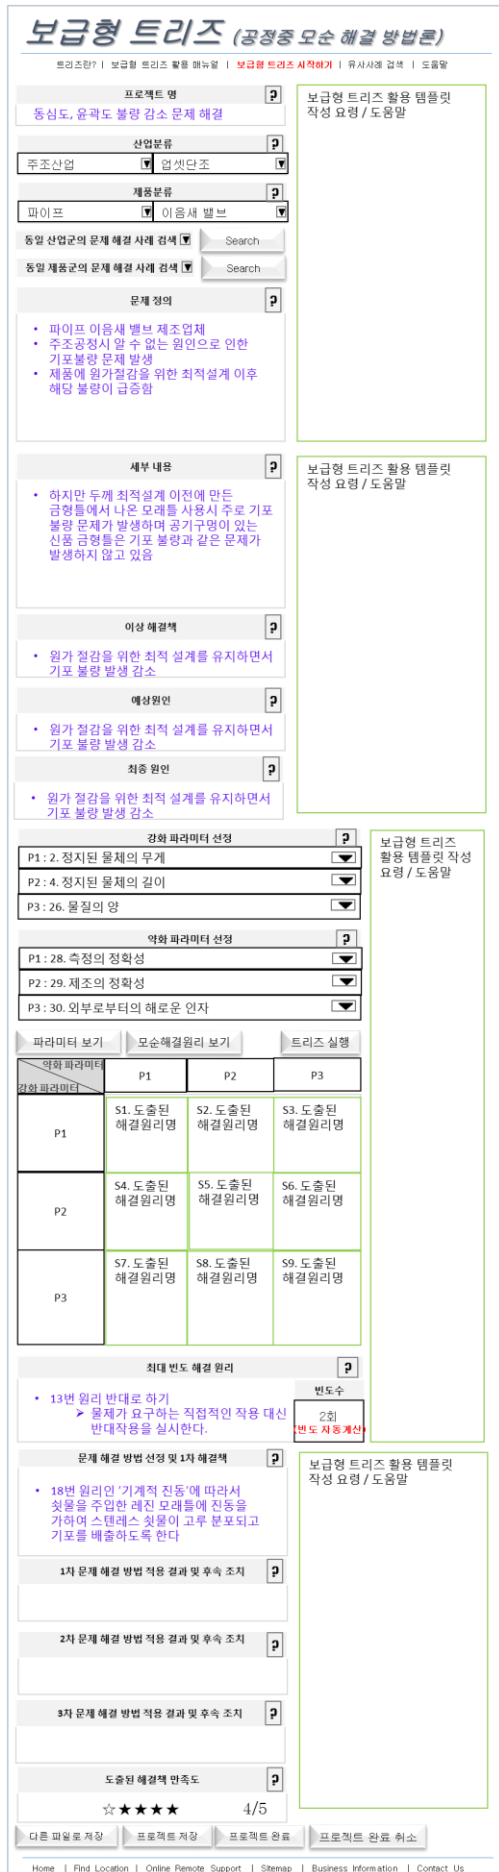 보급형 트리즈 (공정중 모순 해결 방법론)
트리즈란? | 보급형 트리즈 활용 매뉴얼 | 보급형 트리즈 시작하기 | 유사사례 검색 | 도움말
프로젝트 명 ?
동심도, 윤곽도 불량 감소 문제 해결
보급형 트리즈 활용 템플릿
작성 요령 / 도움말
산업분류 ?
주조산업 업셋단조
제품분류 ?
파이프 이음새 밸브
동일 산업군의 문제 해결 사례 검색 Search
동일 제품군의 문제 해결 사례 검색 Search
문제 정의 ?
• 파이프 이음새 밸브 제조업체
• 주조공정시 알 수 없는 원인으로 인한
기포불량 문제 발생
• 제품에 원가절감을 위한 최적설계 이후
해당 불량이 급증함
세부 내용 ?
• 하지만 두께 최적설계 이전에 만든
금형틀에서 나온 모래틀 사용시 주로 기포
불량 문제가 발생하며 공기구멍이 있는
신품 금형틀은 기포 불량과 같은 문제가
발생하지 않고 있음
보급형 트리즈 활용 템플릿
작성 요령 / 도움말
이상 해결책 ?
• 원가 절감을 위한 최적 설계를 유지하면서
기포 불량 발생 감소
예상원인 ?
• 원가 절감을 위한 최적 설계를 유지하면서
기포 불량 발생 감소
최종 원인 ?
• 원가 절감을 위한 최적 설계를 유지하면서
기포 불량 발생 감소
강화 파라미터 선정 ?
P1 : 2. 정지된 물체의 무게
P2 : 4. 정지된 물체의 길이
P3 : 26. 물질의 양
보급형 트리즈
활용 템플릿 작성
요령 / 도움말
약화 파라미터 선정 ?
P1 : 28. 측정의 정확성
P2 : 29. 제조의 정확성
P3 : 30. 외부로부터의 해로운 인자
파라미터 보기 모순해결원리 보기 트리즈 실행
약화 파라미터
강화 파라미터
P1 P2 P3
P1
S1. 도출된
해결원리명
S2. 도출된
해결원리명
S3. 도출된
해결원리명
P2
S4. 도출된
해결원리명
S5. 도출된
해결원리명
S6. 도출된
해결원리명
P3
S7. 도출된
해결원리명
S8. 도출된
해결원리명
S9. 도출된
해결원리명
최대 빈도 해결 원리 ?
• 13번 원리 반대로 하기
➢ 물제가 요구하는 직접적인 작용 대신
반대작용을 실시한다.
빈도수
2회
(빈도 자동계산)
문제 해결 방법 선정 및 1차 해결책 ?
• 18번 원리인 '기계적 진동'에 따라서
쇳물을 주입한 레진 모래틀에 진동을
가하여 스텐레스 쇳물이 고루 분포되고
기포를 배출하도록 한다
보급형 트리즈 활용 템플릿
작성 요령 / 도움말
1차 문제 해결 방법 적용 결과 및 후속 조치 ?
2차 문제 해결 방법 적용 결과 및 후속 조치 ?
3차 문제 해결 방법 적용 결과 및 후속 조치 ?
도출된 해결책 만족도 ?
☆★★★★ 4/5
다른 파일로 저장 프로젝트 저장 프로젝트 완료 프로젝트 완료 취소
Home | Find Location | Online Remote Support | Sitemap | Business Information | Contact Us